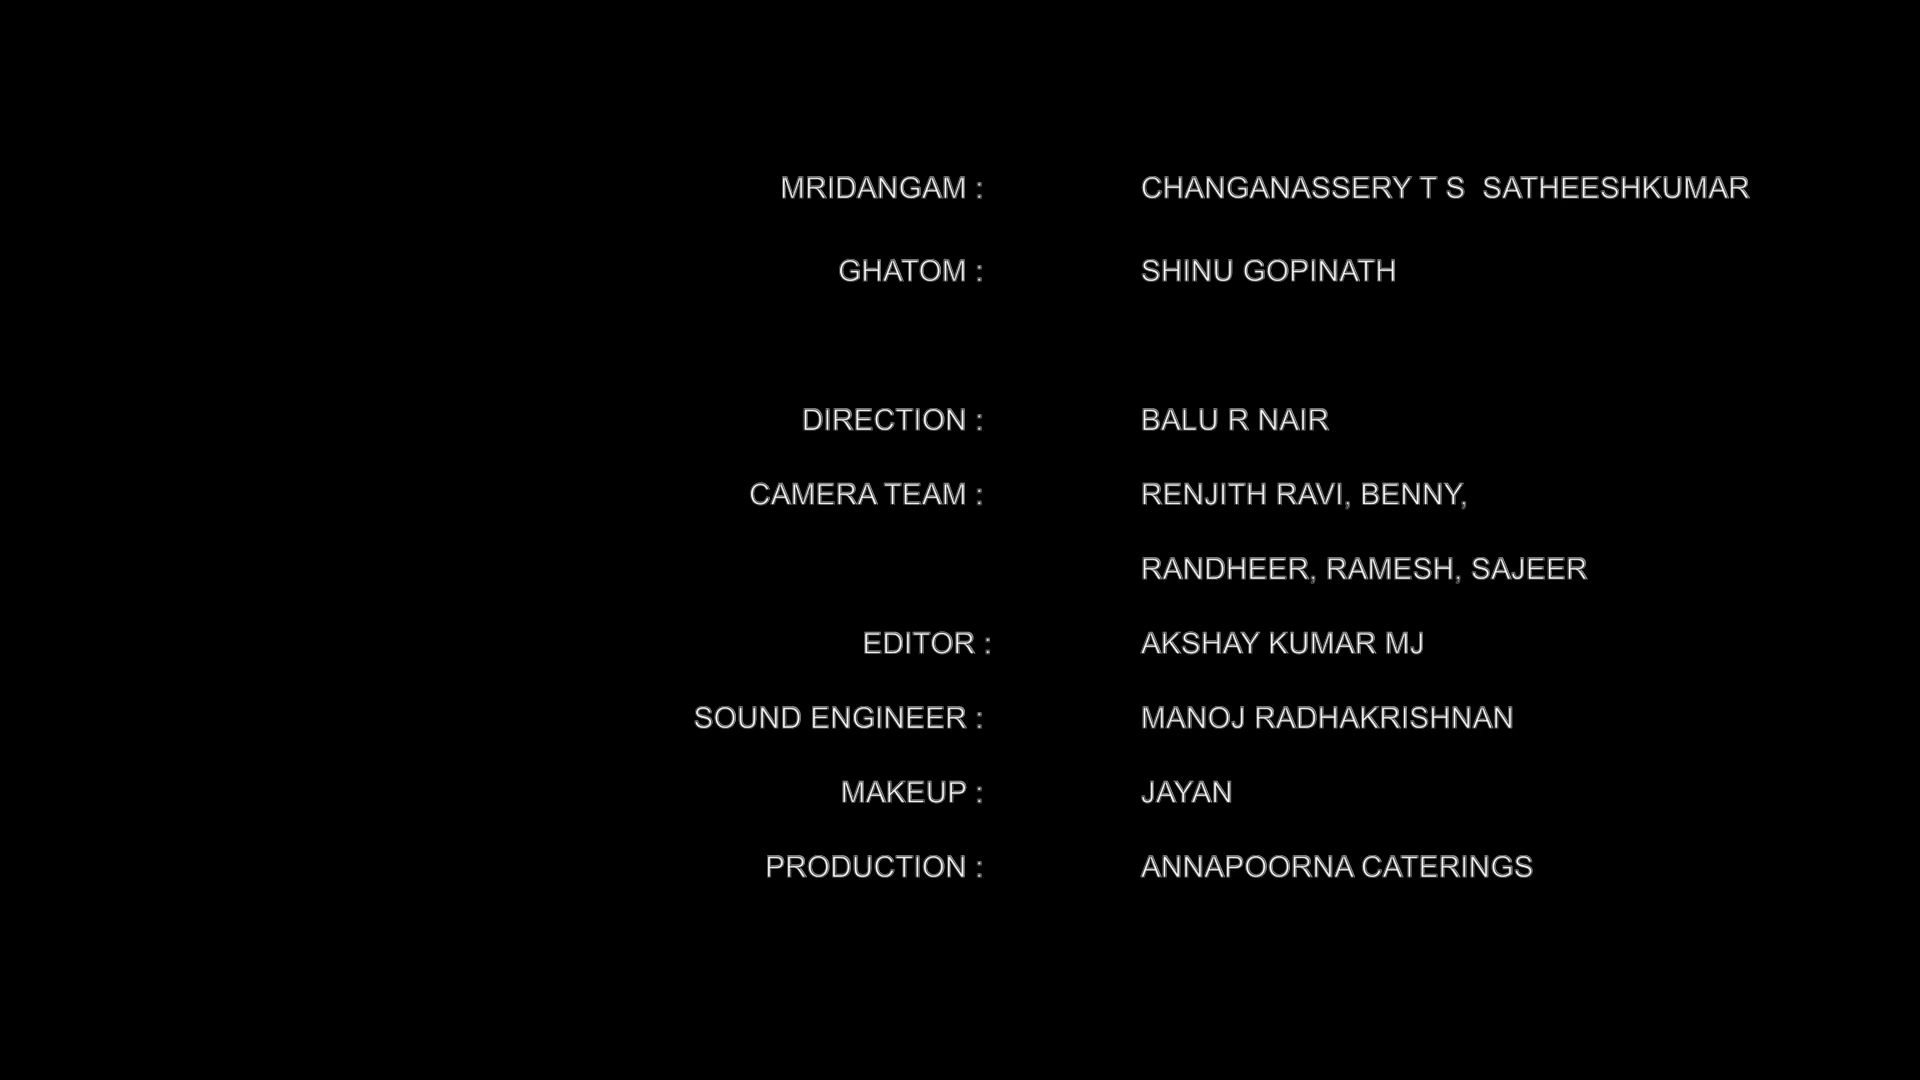 MRIDANGAM : CHANGANASSERY T S  SATHEESHKUMAR
GHATOM : SHINU GOPINATH
DIRECTION : BALU R NAIR
CAMERA TEAM : RENJITH RAVI, BENNY,
RANDHEER, RAMESH, SAJEER
EDITOR : AKSHAY KUMAR MJ
SOUND ENGINEER : MANOJ RADHAKRISHNAN
MAKEUP : JAYAN
PRODUCTION : ANNAPOORNA CATERINGS